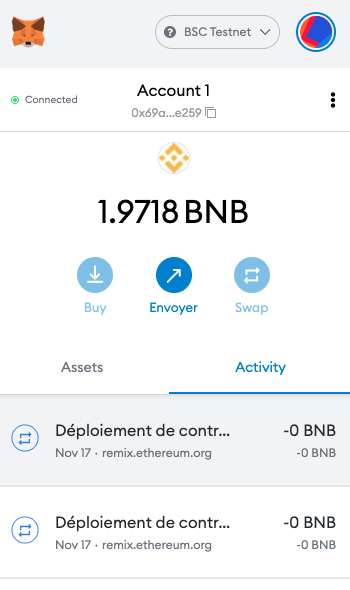 BSC Testnet
Connected
Account 1
0x69a...e259
1.9718 BNB
Buy
Envoyer
Swap
Assets
Activity
Déploiement de contr... -0 BNB
Nov 17 · remix.ethereum.org -0 BNB
Déploiement de contr... -0 BNB
Nov 17 · remix.ethereum.org -0 BNB